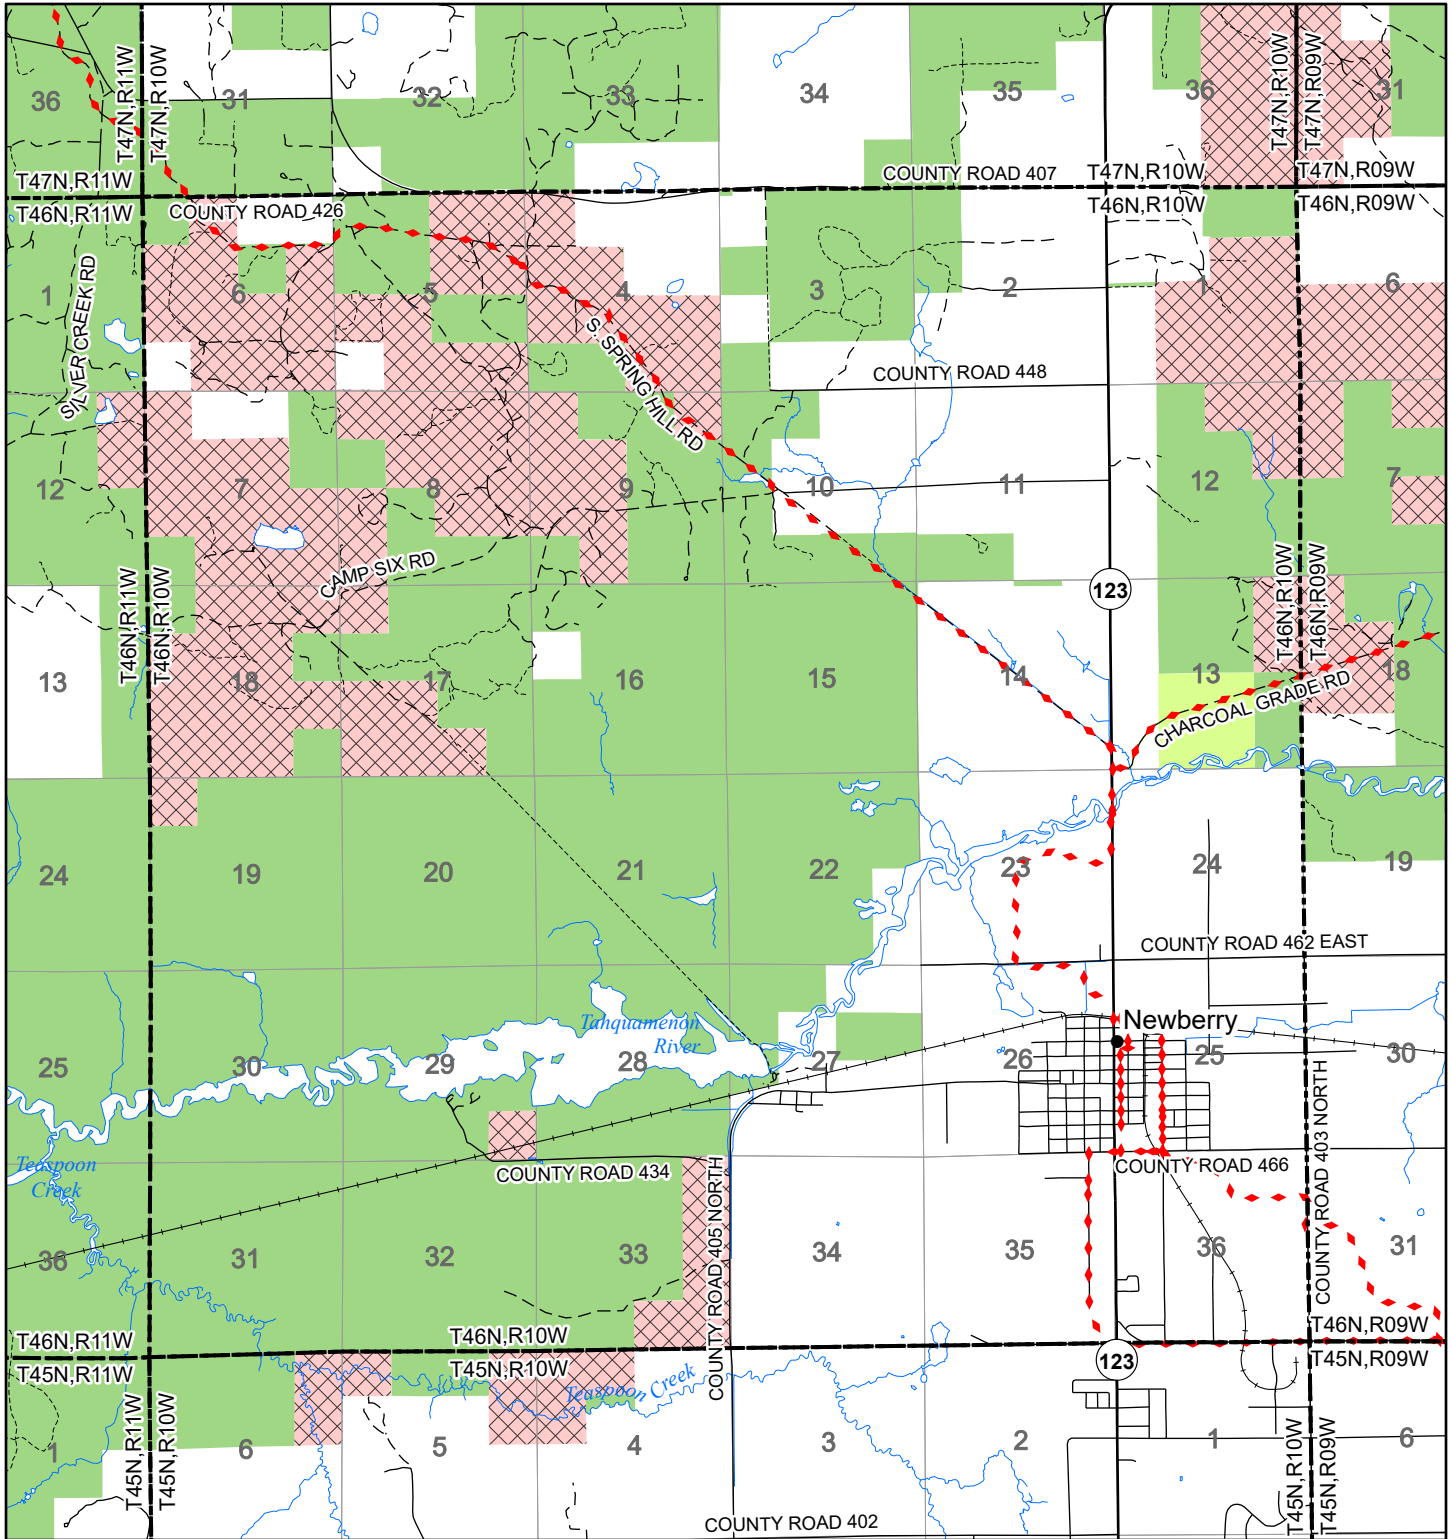 36
31
32
33
34
35
36
31
T47N,R11W
T47N,R10W
T47N,R10W
T47N,R09W
T47N,R11W
T46N,R11W
COUNTY ROAD 407
T47N,R10W
T46N,R10W
T47N,R09W
T46N,R09W
COUNTY ROAD 426
1
6
5
4
3
2
1
6
SILVER CREEK RD
S. SPRING HILL RD
COUNTY ROAD 448
12
7
8
9
10
11
12
7
CAMP SIX RD
123
T46N,R11W
T46N,R10W
T46N,R10W
T46N,R09W
13
18
17
16
15
14
13
18
CHARCOAL GRADE RD
24
19
20
21
22
23
24
19
COUNTY ROAD 462 EAST
Tahquamenon
River
Newberry
25
30
29
28
27
26
25
30
Teaspoon
Creek
COUNTY ROAD 434
COUNTY ROAD 405 NORTH
COUNTY ROAD 466
COUNTY ROAD 403 NORTH
36
31
32
33
34
35
36
31
T46N,R11W
T45N,R11W
T46N,R10W
T45N,R10W
T46N,R09W
T45N,R09W
123
Teaspoon Creek
T45N,R11W
T45N,R10W
1
6
5
4
3
2
1
6
T45N,R10W
T45N,R09W
COUNTY ROAD 402